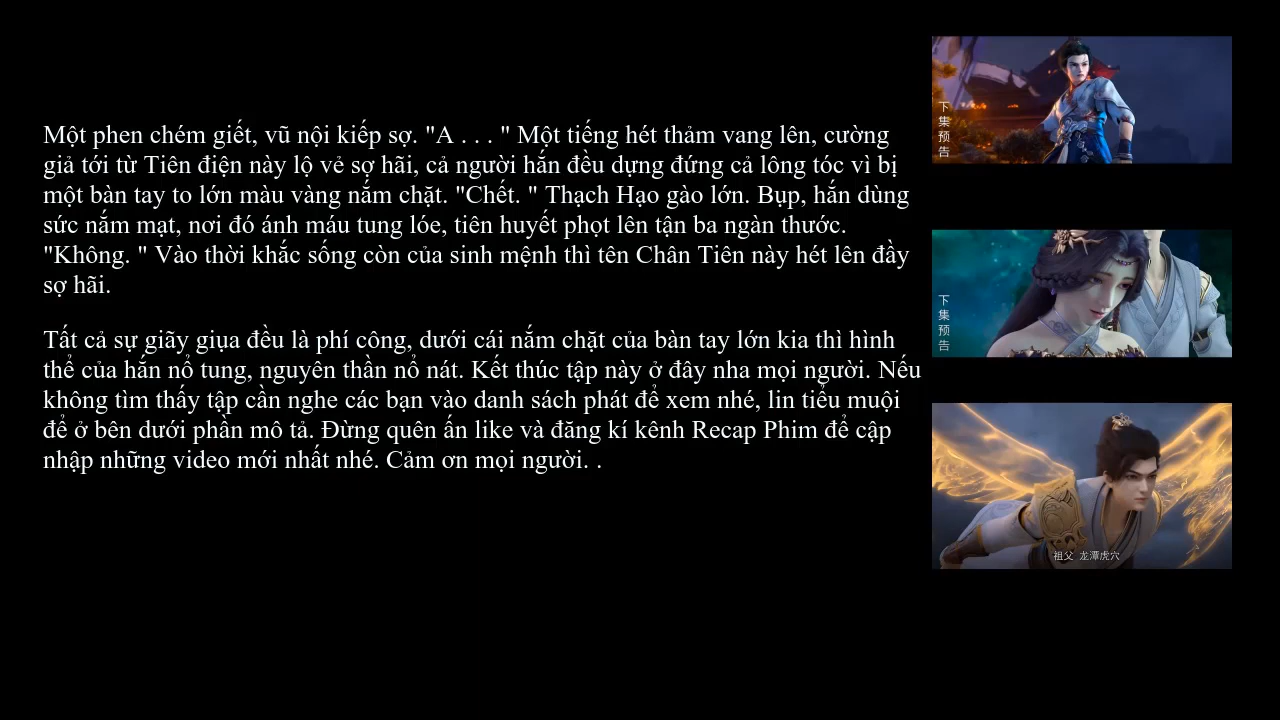 Một phen chém giết, vũ nội kiếp sợ. "A . . . " Một tiếng hét thảm vang lên, cường
giả tới từ Tiên điện này lộ vẻ sợ hãi, cả người hắn đều dựng đứng cả lông tóc vì bị
một bàn tay to lớn màu vàng nắm chặt. "Chết. " Thạch Hạo gào lớn. Bụp, hắn dùng
sức nắm mạt, nơi đó ánh máu tung lóe, tiên huyết phọt lên tận ba ngàn thước.
"Không. " Vào thời khắc sống còn của sinh mệnh thì tên Chân Tiên này hét lên đầy
sợ hãi.
Tất cả sự giãy giụa đều là phí công, dưới cái nắm chặt của bàn tay lớn kia thì hình
thể của hắn nổ tung, nguyên thần nổ nát. Kết thúc tập này ở đây nha mọi người. Nếu
không tìm thấy tập cần nghe các bạn vào danh sách phát để xem nhé, lin tiểu muội
để ở bên dưới phần mô tả. Đừng quên ấn like và đăng kí kênh Recap Phim để cập
nhập những video mới nhất nhé. Cảm ơn mọi người. .
下集预告
下集预告
祖父 龙潭虎穴